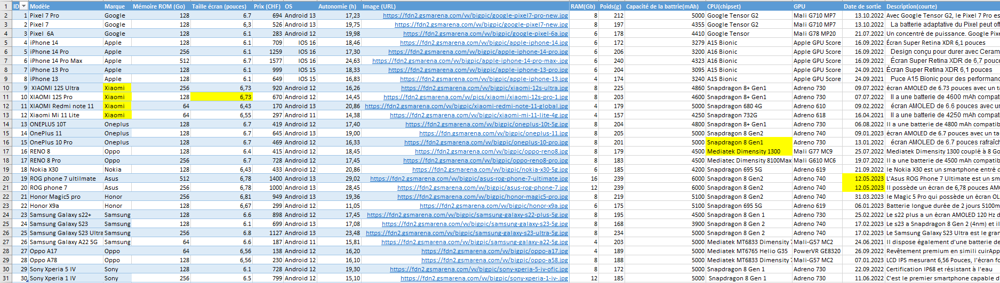 1 ID Modèle Marque Mémoire ROM (Go) Taille écran (pouces) Prix (CHF) OS Autonomie (h) Image (URL) RAM(Gb) Poids(g) Capacité de la battrie(mAh) CPU(chipset) GPU Date de sortie Description(courte)
2 1 Pixel 7 Pro Google 128 6.7 694 Android 13 17,23 https://fdn2.gsmarena.com/vv/bigpic/google-pixel7-pro-new.jpg 8 212 5000 Google Tensor G2 Mali G710 MP7 13.10.2022 Avec Google Tensor G2, le Pixel 7 Pro es
3 2 Pixel 7 Google 128 6,3 526 Android 13 19,75 https://fdn2.gsmarena.com/vv/bigpic/google-pixel7-new.jpg 8 197 4355 Google Tensor G2 Mali G710 MP7 13.10.2022 La batterie adaptative du Pixel peut off
4 3 Pixel 6A Google 128 6.1 283 Android 12 19,98 https://fdn2.gsmarena.com/vv/bigpic/google-pixel-6a.jpg 6 178 4410 Google Tensor Mali G78 MP20 21.07.2022 Un concentré de puissance. Google Pixe
5 4 iPhone 14 Apple 128 6.1 709 IOS 16 18,46 https://fdn2.gsmarena.com/vv/bigpic/apple-iphone-14.jpg 6 172 3279 A15 Bionic Apple GPU 5core 16.09.2022 Écran Super Retina XDR 6,1 pouces
6 5 iPhone 14 Pro Apple 256 6.1 1259 IOS 16 17,30 https://fdn2.gsmarena.com/vv/bigpic/apple-iphone-14-pro.jpg 6 206 3200 A16 Bionic Apple GPU 5core 16.09.2022 Design conçu pour durer avec Ceram
7 6 iPhone 14 Pro Max Apple 512 6.7 1577 IOS 16 24,63 https://fdn2.gsmarena.com/vv/bigpic/apple-iphone-14-pro-max-.jpg 6 240 4323 A16 Bionic Apple GPU 5core 16.09.2022 Écran Super Retina XDR de 6,7 pouce
8 7 iPhone 13 Pro Apple 128 6.1 999 IOS 15 18,33 https://fdn2.gsmarena.com/vv/bigpic/apple-iphone-13-pro.jpg 6 204 3095 A15 Bionic Apple GPU 5core 24.09.2021 Écran Super Retina XDR 6,1 pouces
9 8 iPhone 13 Apple 128 6.1 649 IOS 15 16,83 https://fdn2.gsmarena.com/vv/bigpic/apple-iphone-13.jpg 4 174 3240 A15 Bionic Apple GPU 5core 24.09.2021 Puce A15 Bionic pour des performanc
10 9 XIAOMI 12S Ultra Xiaomi 256 6,73 920 Android 12 16,26 https://fdn2.gsmarena.com/vv/bigpic/xiaomi-12s-ultra.jpg 8 225 4860 Snapdragon 8+ Gen1 Adreno 730 09.07.2022 écran AMOLED de 6.73 pouces avec un ta
11 10 XIAOMI 12S Pro Xiaomi 128 6,73 670 Android 12 14,45 https://fdn2.gsmarena.com/vv/pics/xiaomi/xiaomi-12s-pro-1.jpg 8 203 4600 Snapdragon 8+ Gen1 Adreno 730 07.07.2022 Il a une batterie de 4600 mAh compat
12 11 XIAOMI Redmi note 11 Xiaomi 64 6,43 170 Android 13 20,86 https://fdn2.gsmarena.com/vv/bigpic/xiaomi-redmi-note-11-global.jpg 4 179 5000 Snapdragon 680 4G Adreno 610 09.02.2022 écran AMOLED de 6.6 pouces avec un
13 12 Xiaomi Mi 11 Lite Xiaomi 64 6,55 297 Android 11 14,38 https://fdn2.gsmarena.com/vv/bigpic/xiaomi-mi-11-lite-4g.jpg 4 157 4250 Snapdragon 732G Adreno 618 16.04.2021 Il a une batterie de 4250 mAh compat
14 13 ONEPLUS 10T Oneplus 128 6.7 419 Android 12 17,40 https://fdn2.gsmarena.com/vv/bigpic/oneplus-10t-5g.jpg 8 204 4800 Snapdragon 8+ Gen1 Adreno 730 06.08.2022 Il a une batterie de 4800 mAh compatib
15 14 OnePlus 11 Oneplus 128 6.7 645 Android 13 19,00 https://fdn.gsmarena.com/vv/bigpic/oneplus-11.jpg 8 205 5000 Snapdragon 8 Gen2 Adreno 740 09.01.2023 écran AMOLED de 6.7 pouces avec un ta
16 15 OnePlus 10 Pro Oneplus 128 6.7 469 Android 12 16,33 https://fdn2.gsmarena.com/vv/bigpic/oneplus-10-pro.jpg 8 201 5000 Snapdragon 8 Gen1 Adreno 730 13.01.2022 écran AMOLED de 6.7 pouces rafraîch
17 16 RENO 8 Oppo 128 6.4 415 Android 12 18,45 https://fdn2.gsmarena.com/vv/bigpic/oppo-reno8.jpg 8 179 4500 Mediatek Dimensity 1300 Mali G77 MC9 25.07.2022 Mediatek Dimensity 1300 couplé à 8 Go
18 17 RENO 8 Pro Oppo 256 6.7 728 Android 12 17,45 https://fdn2.gsmarena.com/vv/bigpic/oppo-reno8-pro.jpg 8 183 4500 Mediatec Dimensity 8100Max Mali G610 MC6 19.07.2022 Il a une batterie de 4500 mAh compatib
19 18 Nokia X30 Nokia 128 6,43 433 Android 12 20,86 https://fdn2.gsmarena.com/vv/bigpic/nokia-x30-5g.jpg 6 185 4200 Snapdragon 695 5G Adreno 619 21.09.2022 le Nokia X30 est un smartphone entré d
20 19 ROG phone 7 ultilmate Asus 512 6,78 1400 Android 13 29,02 https://fdn2.gsmarena.com/vv/bigpic/asus-rog-phone-7-ultimate.jpg 16 239 6000 Snapdragon 8 Gen2 Adreno 740 12.05.2023 L'Asus ROG Phone 7 Ultimate est un sm
21 20 ROG phone 7 Asus 256 6,78 1000 Android 13 28,45 https://fdn2.gsmarena.com/vv/bigpic/asus-rog-phone-7.jpg 12 239 6000 Snapdragon 8 Gen2 Adreno 740 12.05.2023 Il possède un écran de 6,78 pouces AMO
22 21 Honor Magic5 pro Honor 256 6,81 949 Android 13 19,36 https://fdn2.gsmarena.com/vv/bigpic/honor-magic5-pro.jpg 8 219 5100 Snapdragon 8 Gen2 Adreno 740 31.03.2023 le Magic 5 Pro qui possède un écran OL
23 22 Honor X9a Honor 128 6,67 299 Android 12 11,05 https://fdn2.gsmarena.com/vv/bigpic/honor-x9a.jpg 6 175 5100 Snapdragon 695 5G Adreno 619 06.01.2023 Batterie longue durée de 2 jours 5100m
24 23 Samsung Galaxy s22+ Samsung 128 6.6 898 Android 12 17,45 https://fdn2.gsmarena.com/vv/bigpic/samsung-galaxy-s22-plus-5g.jpg 8 195 4500 Snapdragon 8 Gen 1 Adreno 730 25.02.2022 Le s22 plus a un écran AMOLED 120 Hz d
25 24 Samsung Galaxy S23 Samsung 128 6.1 699 Android 13 17,08 https://fdn2.gsmarena.com/vv/bigpic/samsung-galaxy-s23-5g.jpg 8 168 3900 Snapdragon 8 Gen 2 Adreno 740 17.02.2023 Le s23 a Snapdragon 8 Gen 2 (4nm) et il
26 25 Samsung Galaxy S23 Ultra Samsung 256 6.8 1127 Android 13 23,48 https://fdn2.gsmarena.com/vv/bigpic/samsung-galaxy-s23-ultra-5g.jpg 8 234 5000 Snapdragon 8 Gen 2 Adreno 740 17.02.2023 Le Samsung Galaxy S23 Ultra est le gran
27 26 Samsung Galaxy A22 5G Samsung 64 6.6 187 Android 11 15,81 https://fdn2.gsmarena.com/vv/bigpic/samsung-galaxy-a22-5g.jpg 4 203 5000 Mediatek MT6833 Dimensity 7 Mali-G57 MC2 24.06.2021 Il dispose également d'une batterie de
28 27 Oppo A17 Oppo 64 6,56 138 Android 12 16,20 https://fdn2.gsmarena.com/vv/bigpic/oppo-a17.jpg 4 189 5000 Mediatek MT6765 Helio G35 PowerVR GE8320 26.09.2022 Revêtement premium en simili cuirApp
29 28 Oppo A78 Oppo 128 6,56 230 Android 12 16,10 https://fdn2.gsmarena.com/vv/bigpic/oppo-a58.jpg 8 188 5000 Mediatek MT6833 Dimensity 7 Mali-G57 MC2 07.01.2023 LCD IPS mesurant 6,56 Pouces, l'écran fo
30 29 Sony Xperia 5 IV Sony 128 6.1 728 Android 12 19,30 https://fdn2.gsmarena.com/vv/bigpic/sony-xperia-5-iv-ofic.jpg 8 172 5000 Snapdragon 8 Gen 1 Adreno 730 22.09.2022 Certification IP68 et résistant à l'eau
31 30 Sony Xperia 1 IV Sony 256 6.5 799 Android 12 15,10 https://fdn2.gsmarena.com/vv/bigpic/sony-xperia-1-iv-.jpg 12 185 5000 Snapdragon 8 Gen 1 Adreno 730 11.06.2022 C'est le premier smartphone capable e